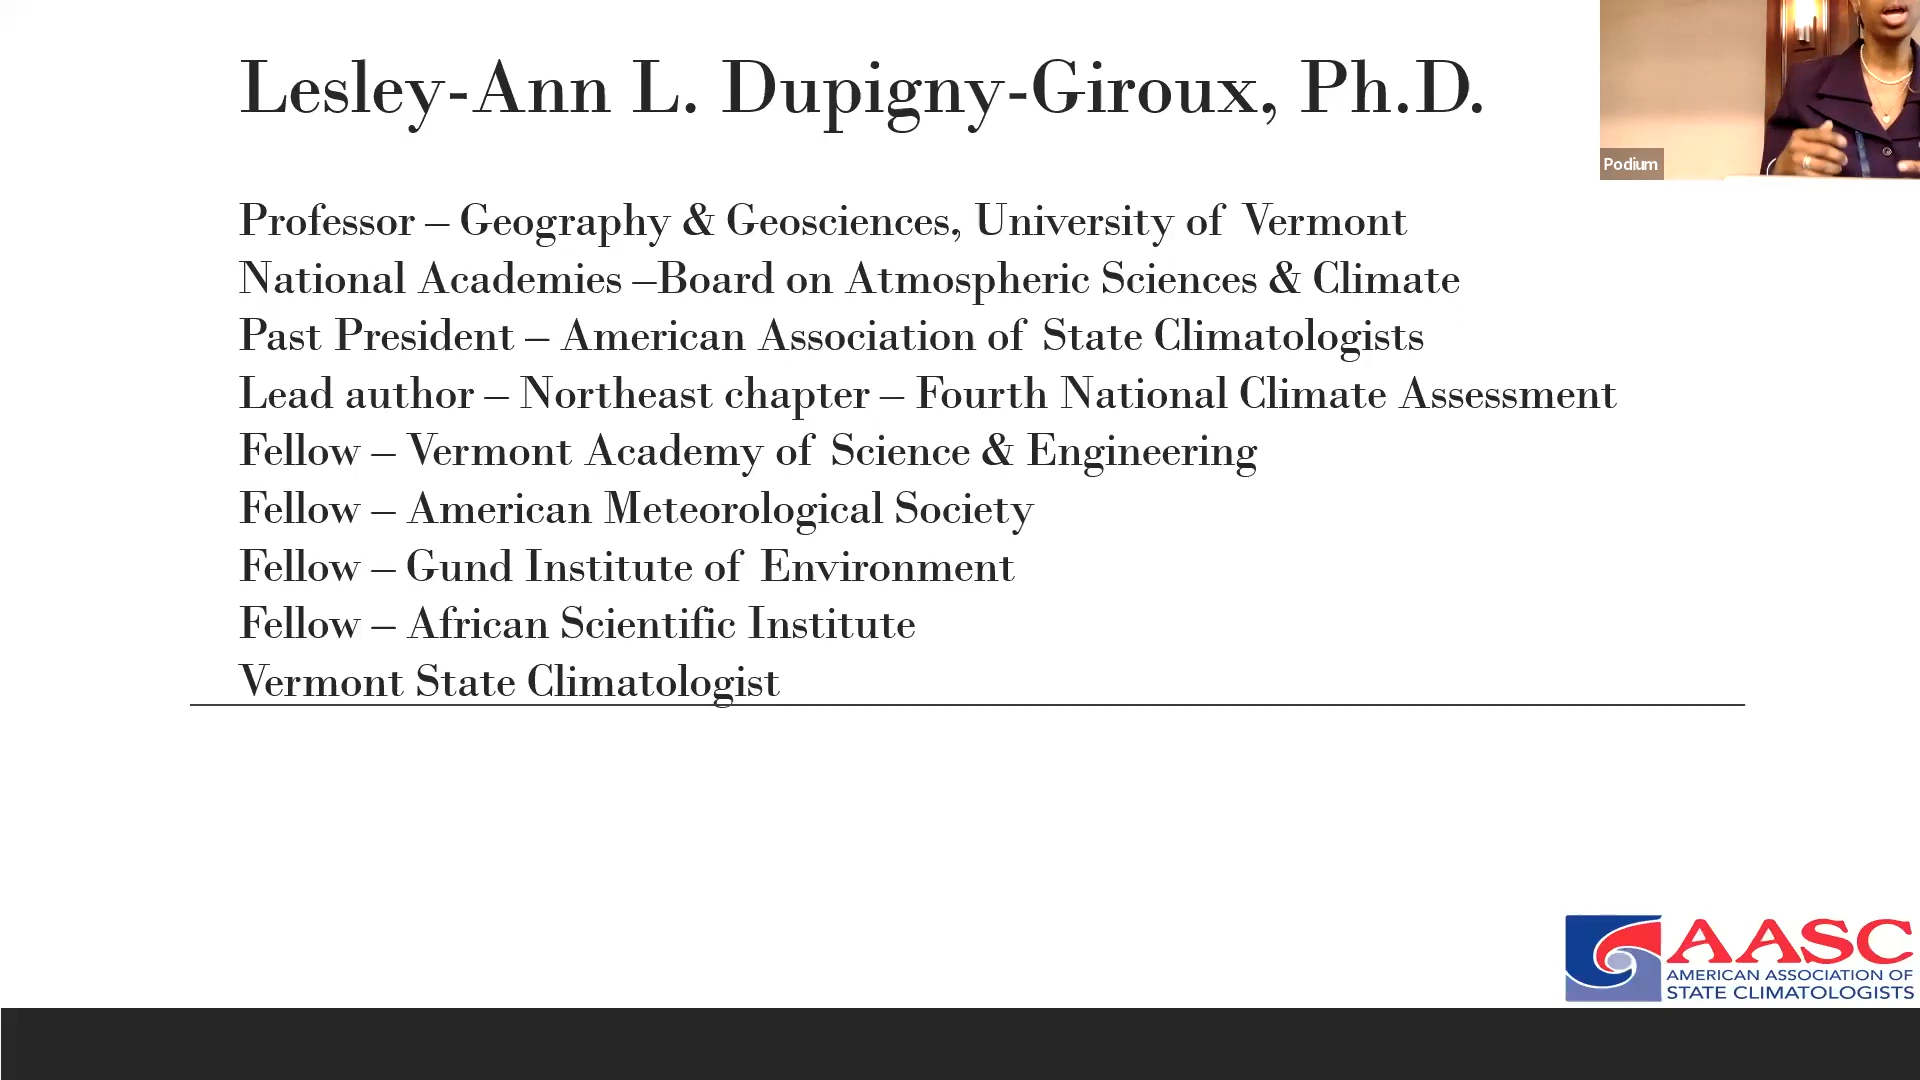 Lesley-Ann L. Dupigny-Giroux, Ph.D.
Podium
Professor – Geography & Geosciences, University of Vermont
National Academies –Board on Atmospheric Sciences & Climate
Past President – American Association of State Climatologists
Lead author – Northeast chapter – Fourth National Climate Assessment
Fellow – Vermont Academy of Science & Engineering
Fellow – American Meteorological Society
Fellow – Gund Institute of Environment
Fellow – African Scientific Institute
Vermont State Climatologist
AASC
AMERICAN ASSOCIATION OF
STATE CLIMATOLOGISTS